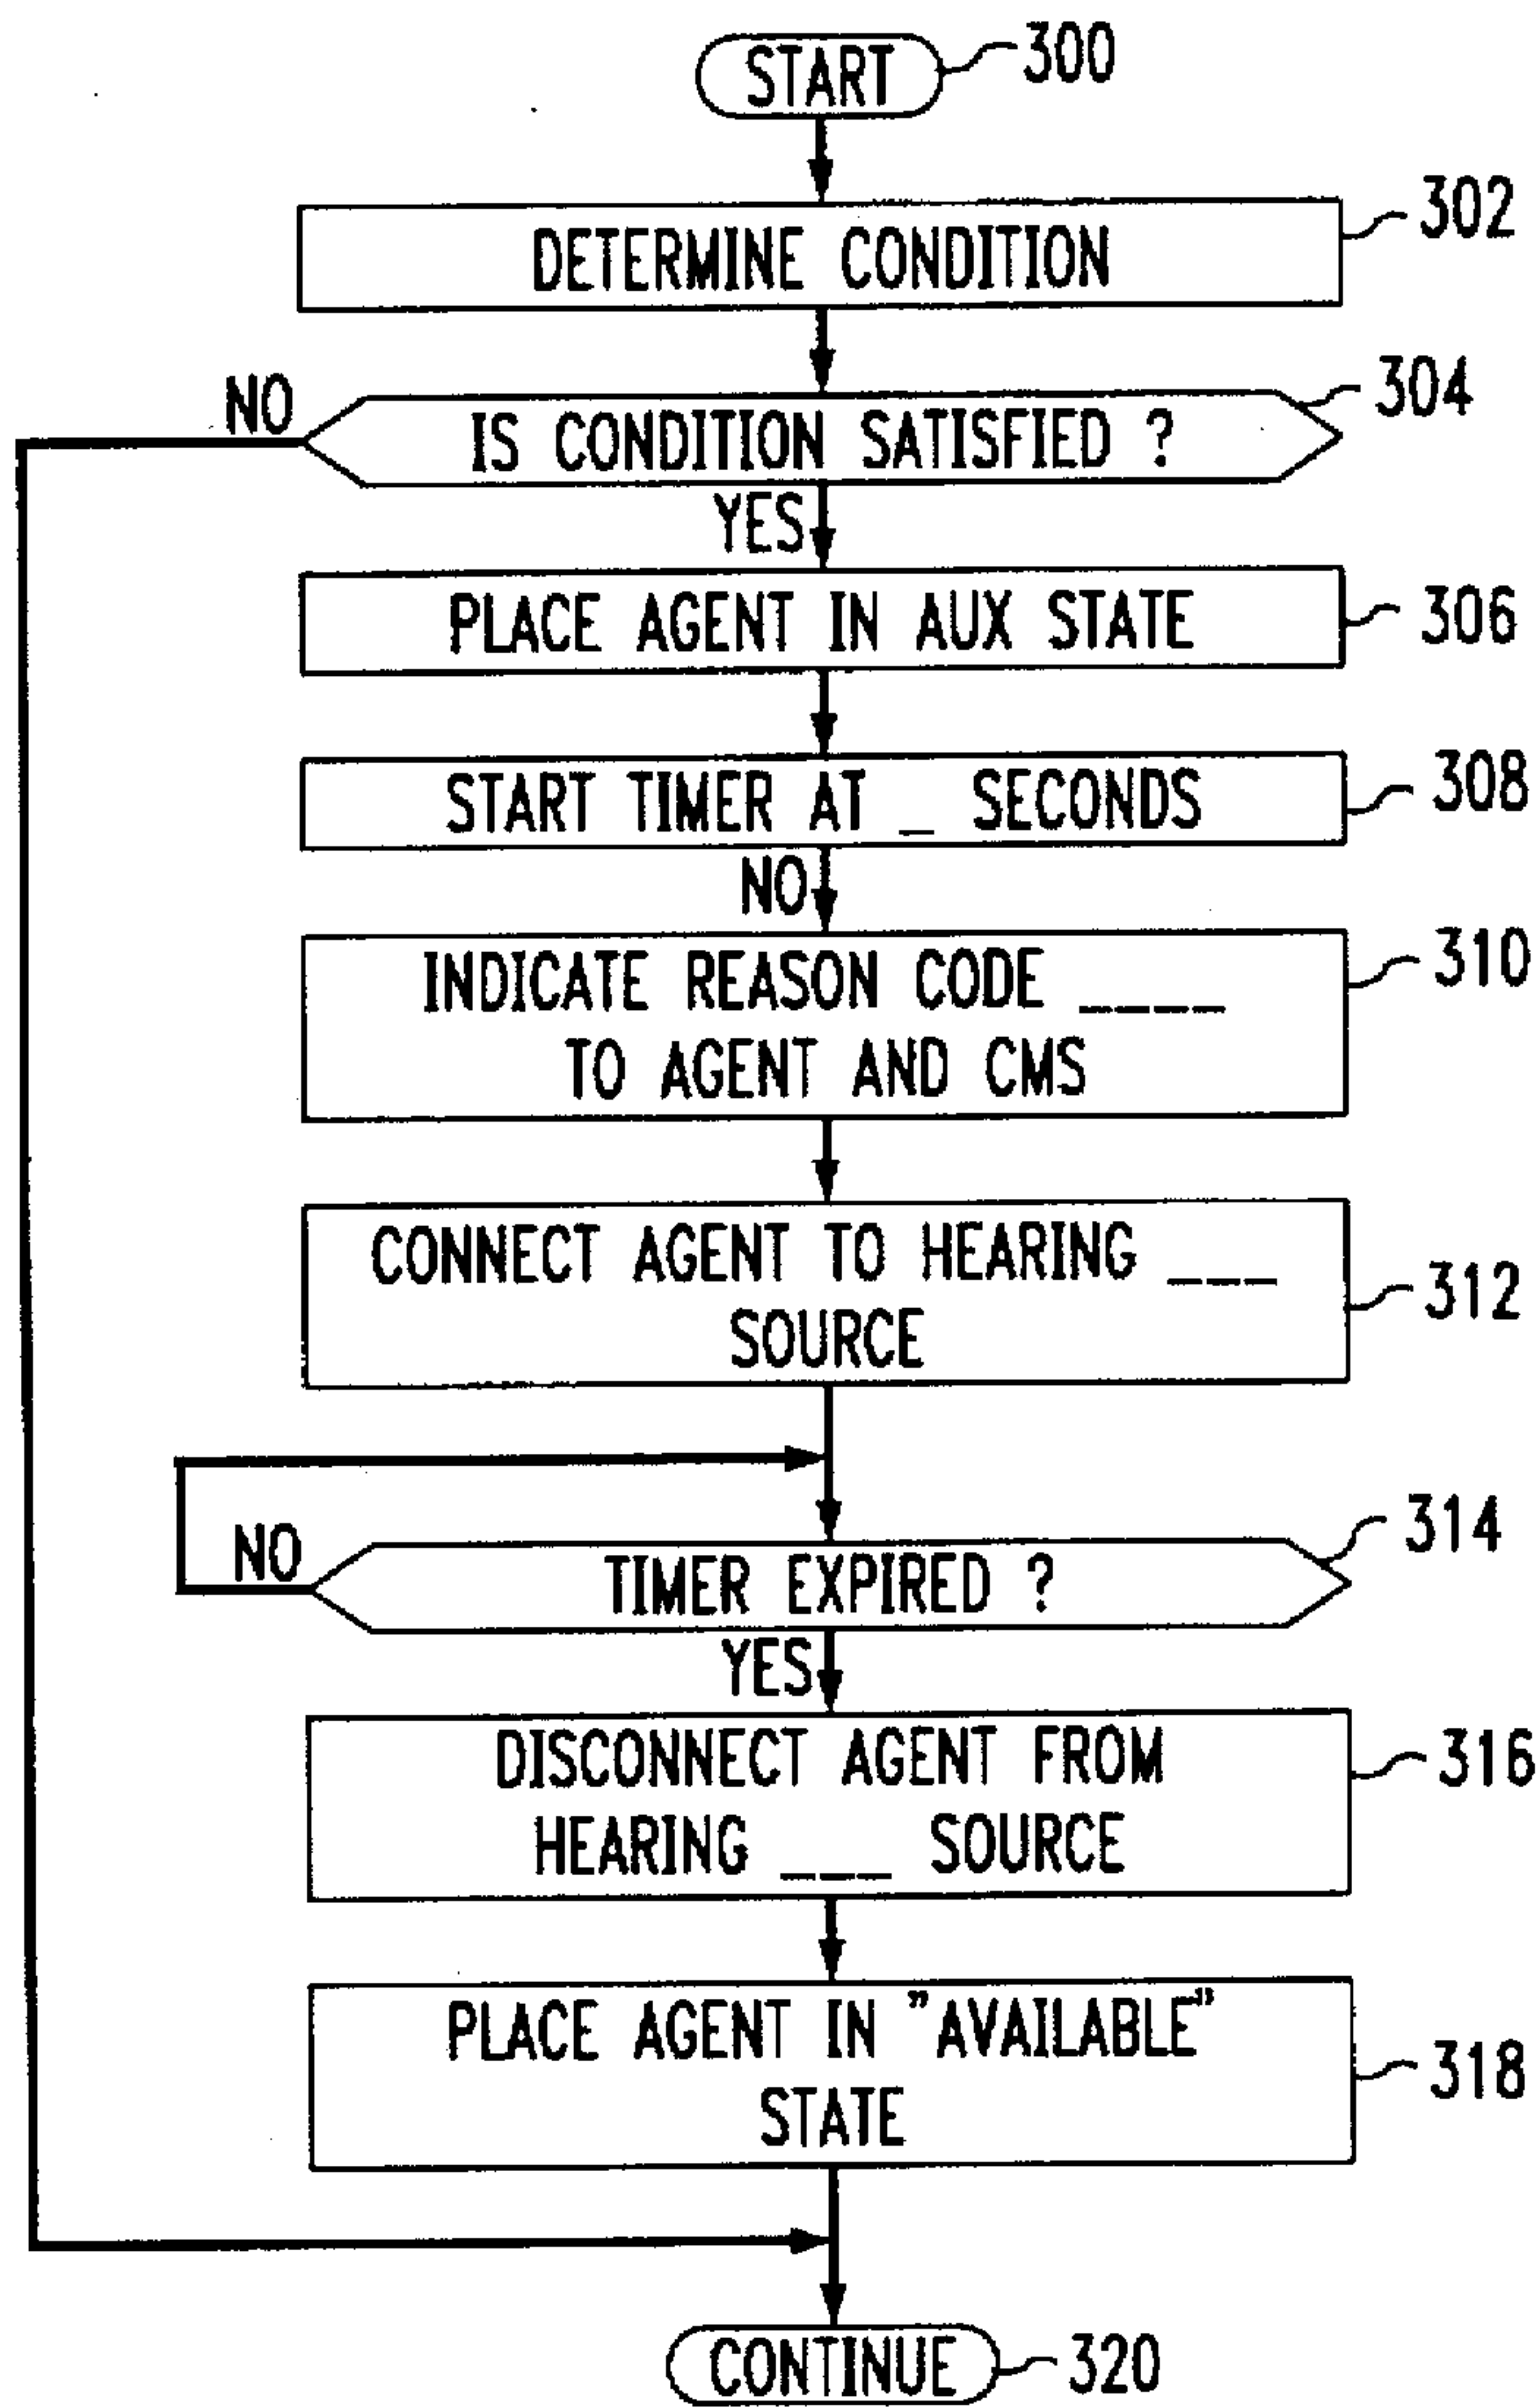 START 300
DETERMINE CONDITION 302
NO
IS CONDITION SATISFIED ? 304
YES
PLACE AGENT IN AUX STATE 306
START TIMER AT _ SECONDS 308
NO
INDICATE REASON CODE ____ 310
TO AGENT AND CMS
CONNECT AGENT TO HEARING ___
SOURCE
312
NO
TIMER EXPIRED ? 314
YES
DISCONNECT AGENT FROM 316
HEARING ___ SOURCE
PLACE AGENT IN "AVAILABLE"
STATE
318
CONTINUE 320